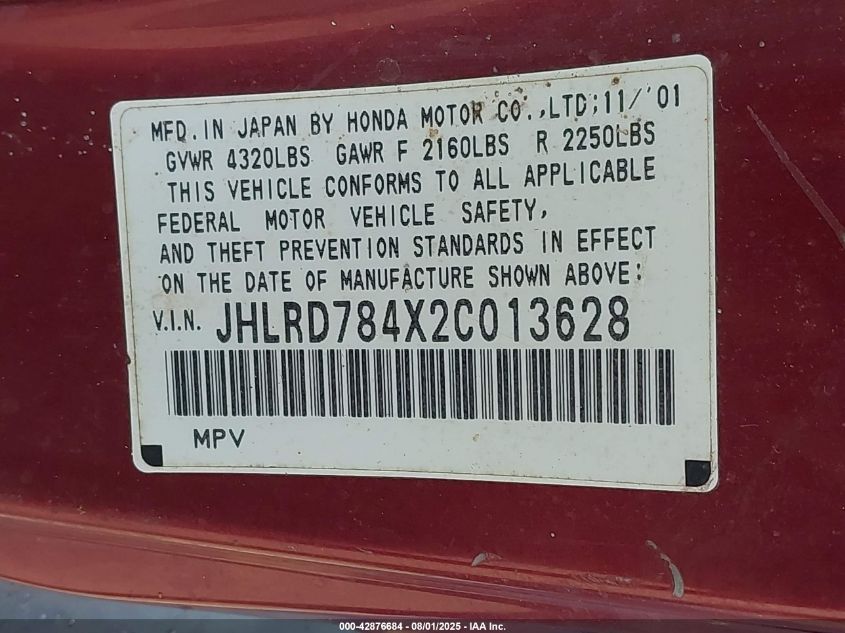 MFD. IN JAPAN BY HONDA MOTOR CO.,LTD;11/'01
GVWR 4320LBS GAWR F 2160LBS R 2250LBS
THIS VEHICLE CONFORMS TO ALL APPLICABLE
FEDERAL MOTOR VEHICLE SAFETY,
AND THEFT PREVENTION STANDARDS IN EFFECT
ON THE DATE OF MANUFACTURE SHOWN ABOVE:
V.I.N. JHLRD784X2C013628
MPV
000-42876684 - 08/01/2025 - IAA Inc.